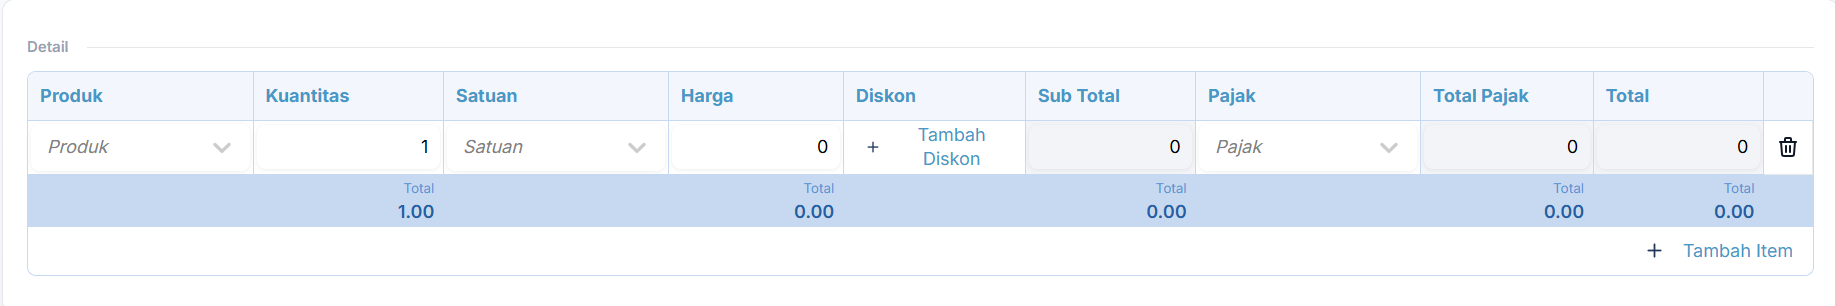 Detail
Produk Kuantitas Satuan Harga Diskon Sub Total Pajak Total Pajak Total
Produk 1 Satuan 0 + Tambah Diskon 0 Pajak 0 0
Total Total Total Total Total
1.00 0.00 0.00 0.00 0.00
+ Tambah Item